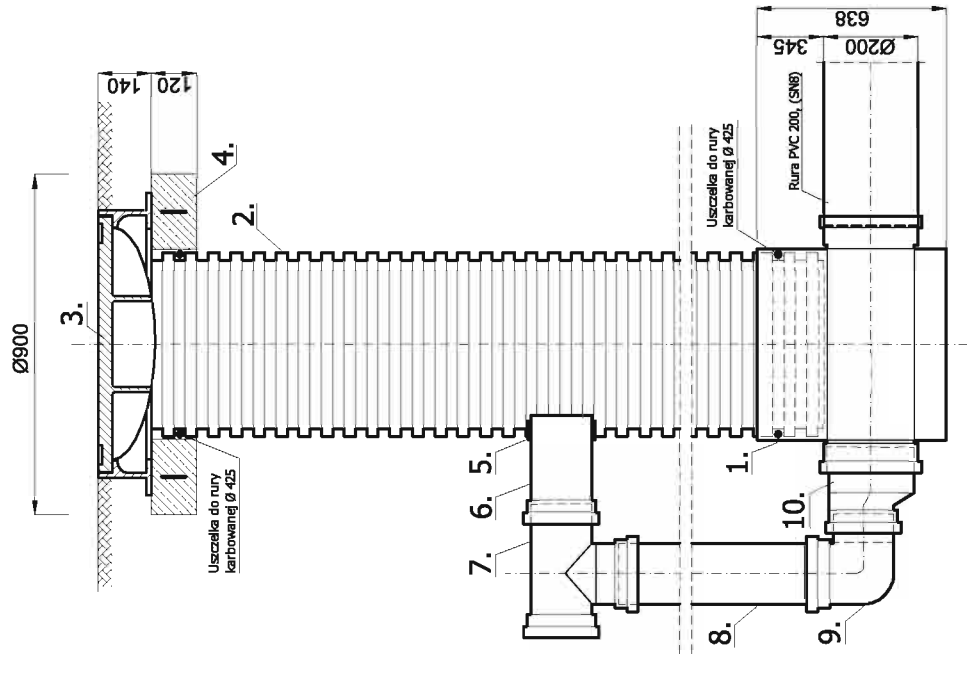 Ø900
3.
140
120
4.
2.
Uszczelka do rury
karbowanej Ø 425
5.
6.
7.
Uszczelka do rury
karbowanej Ø 425
Rura PVC 200, (SN8)
345
638
Ø200
1.
10.
8.
9.